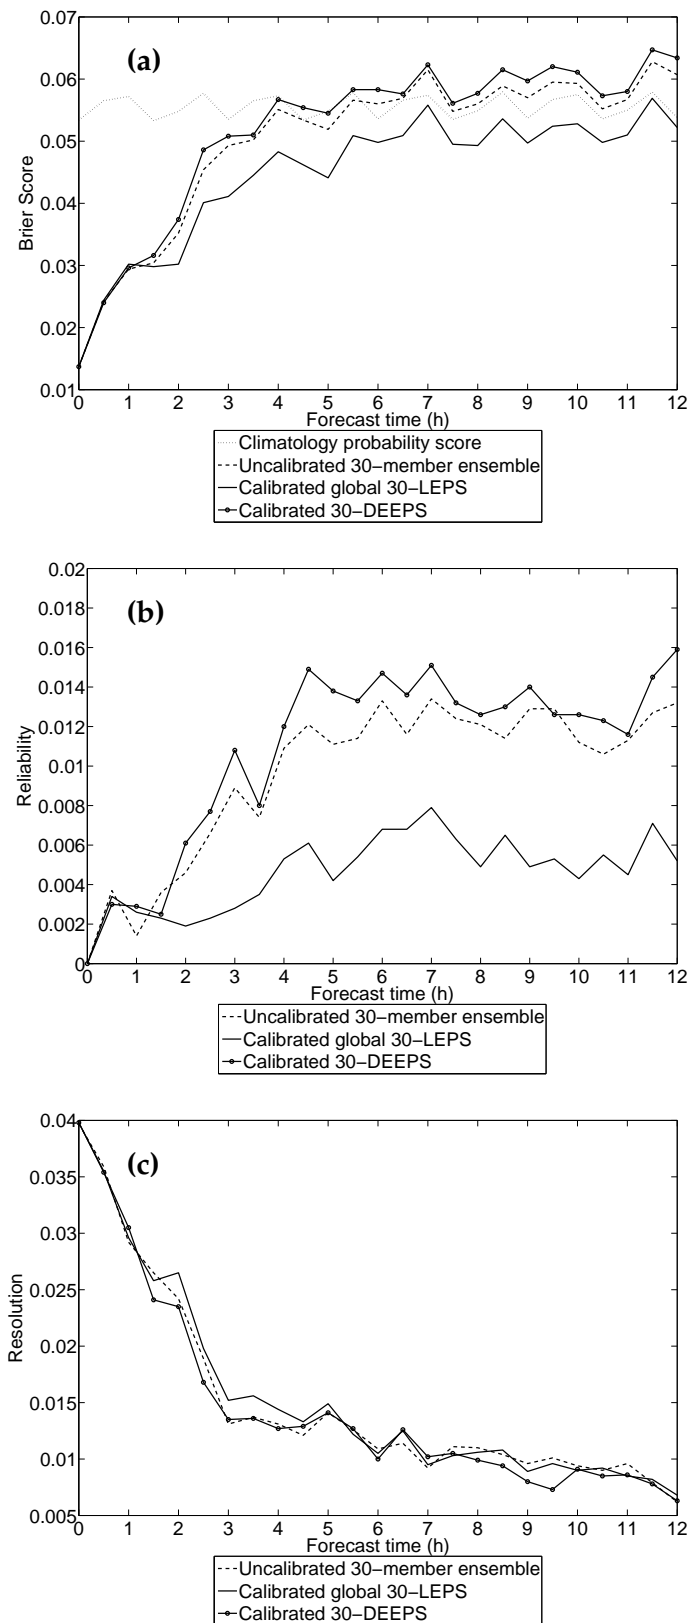 (a)
0.07
0.06
0.05
0.04
0.03
0.02
0.01
Brier Score
0 1 2 3 4 5 6 7 8 9 10 11 12
Forecast time (h)
Climatology probability score
Uncalibrated 30−member ensemble
Calibrated global 30−LEPS
Calibrated 30−DEEPS
(b)
0.02
0.018
0.016
0.014
0.012
0.01
0.008
0.006
0.004
0.002
0
Reliability
0 1 2 3 4 5 6 7 8 9 10 11 12
Forecast time (h)
Uncalibrated 30−member ensemble
Calibrated global 30−LEPS
Calibrated 30−DEEPS
(c)
0.04
0.035
0.03
0.025
0.02
0.015
0.01
0.005
Resolution
0 1 2 3 4 5 6 7 8 9 10 11 12
Forecast time (h)
Uncalibrated 30−member ensemble
Calibrated global 30−LEPS
Calibrated 30−DEEPS